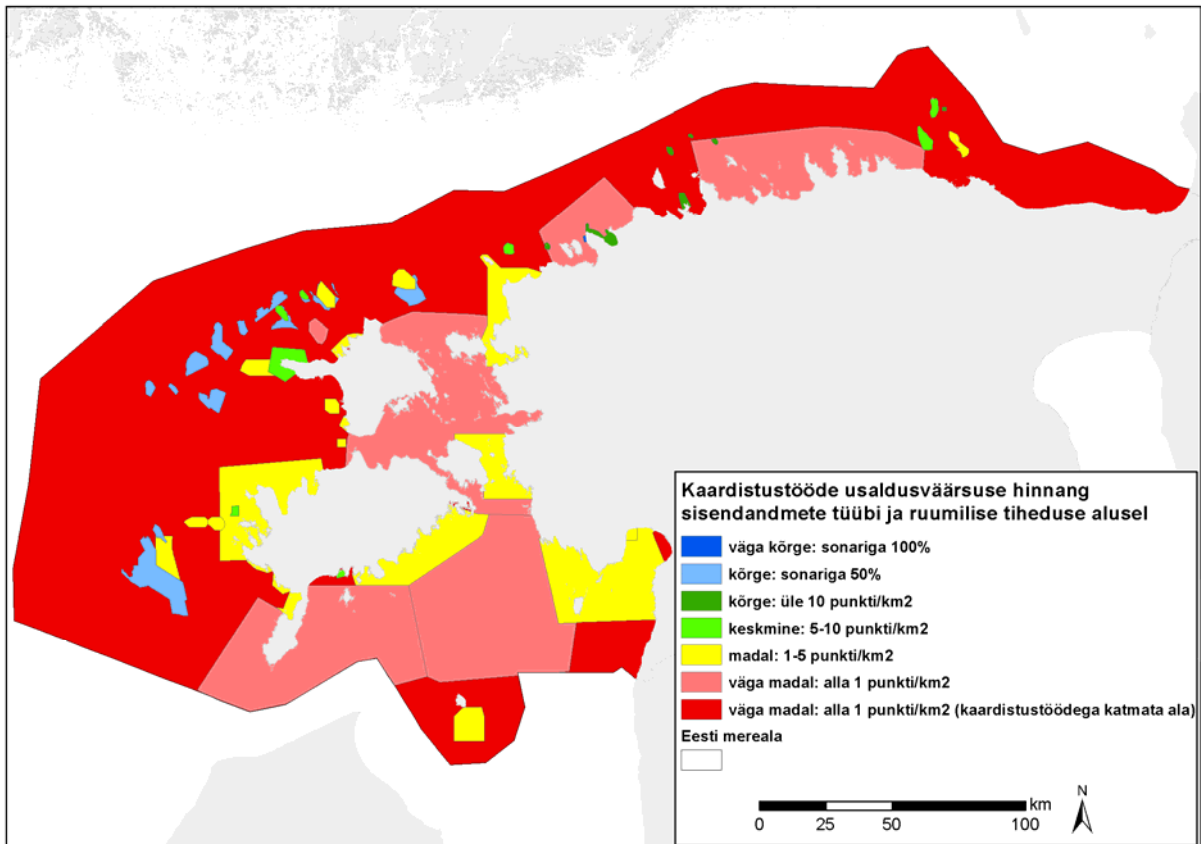 Kaardistustööde usaldusväärsuse hinnang
sisendandmete tüübi ja ruumilise tiheduse alusel
väga kõrge: sonariga 100%
kõrge: sonariga 50%
kõrge: üle 10 punkti/km2
keskmine: 5-10 punkti/km2
madal: 1-5 punkti/km2
väga madal: alla 1 punkti/km2
väga madal: alla 1 punkti/km2 (kaardistustöödega katmata ala)
Eesti mereala
km
0 25 50 100
N